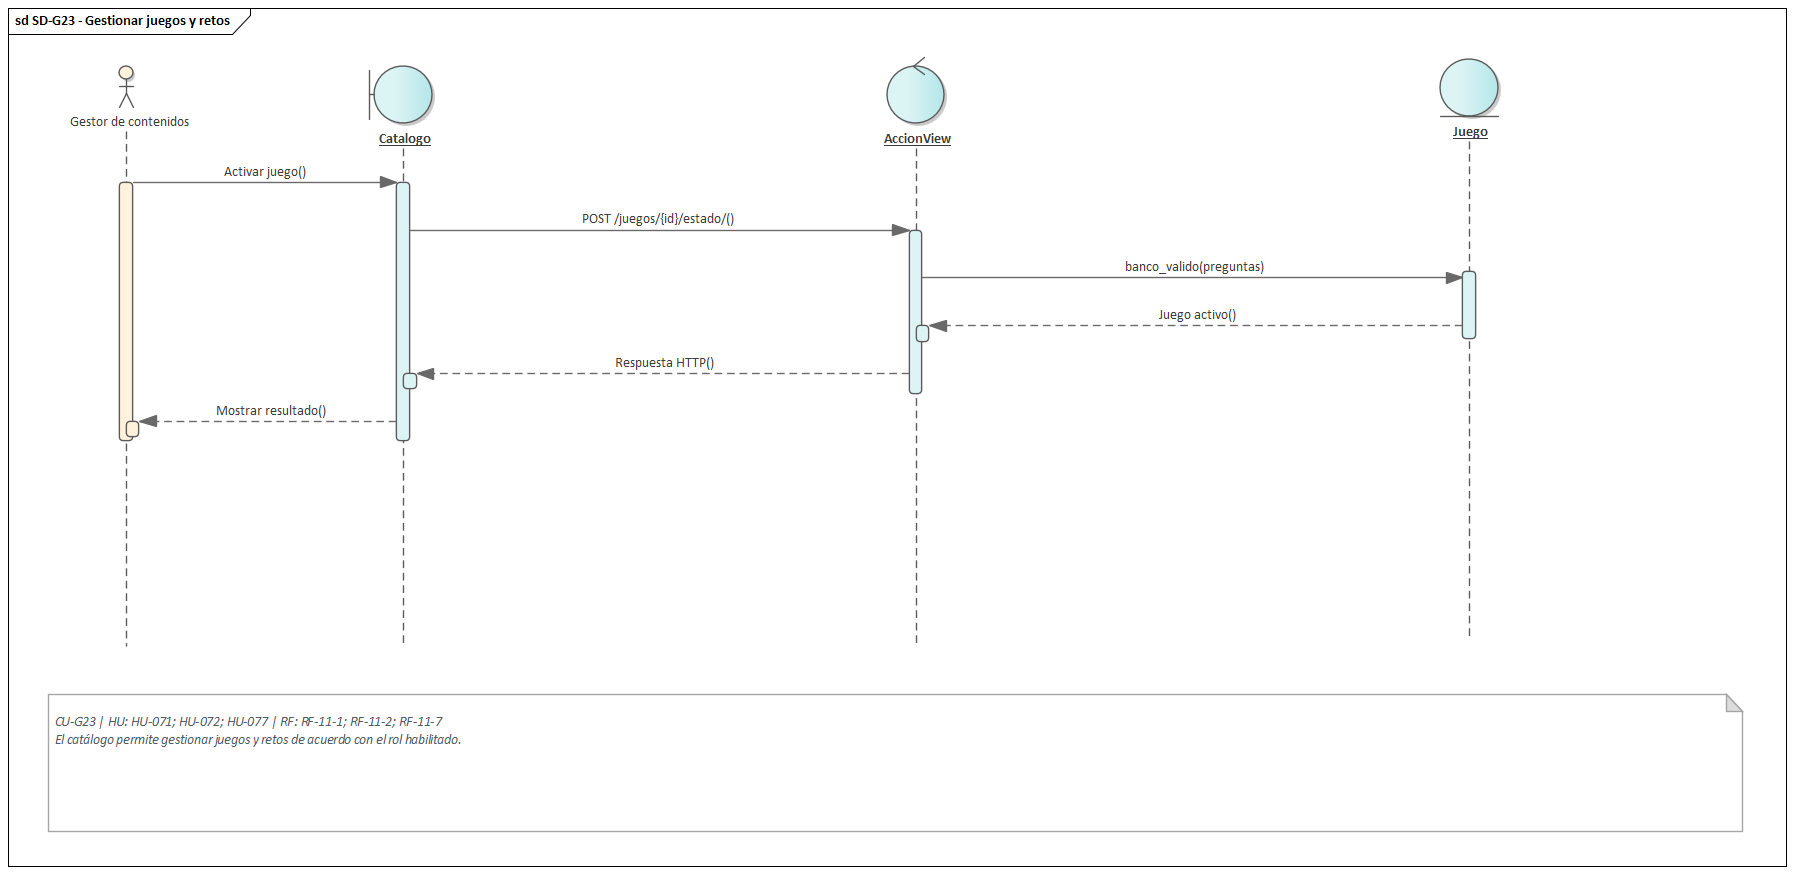 sd SD-G23 - Gestionar juegos y retos
Gestor de contenidos
Catalogo
AccionView
Juego
Activar juego()
POST /juegos/{id}/estado/()
banco_valido(preguntas)
Juego activo()
Respuesta HTTP()
Mostrar resultado()
CU-G23 | HU: HU-071; HU-072; HU-077 | RF: RF-11-1; RF-11-2; RF-11-7
El catálogo permite gestionar juegos y retos de acuerdo con el rol habilitado.